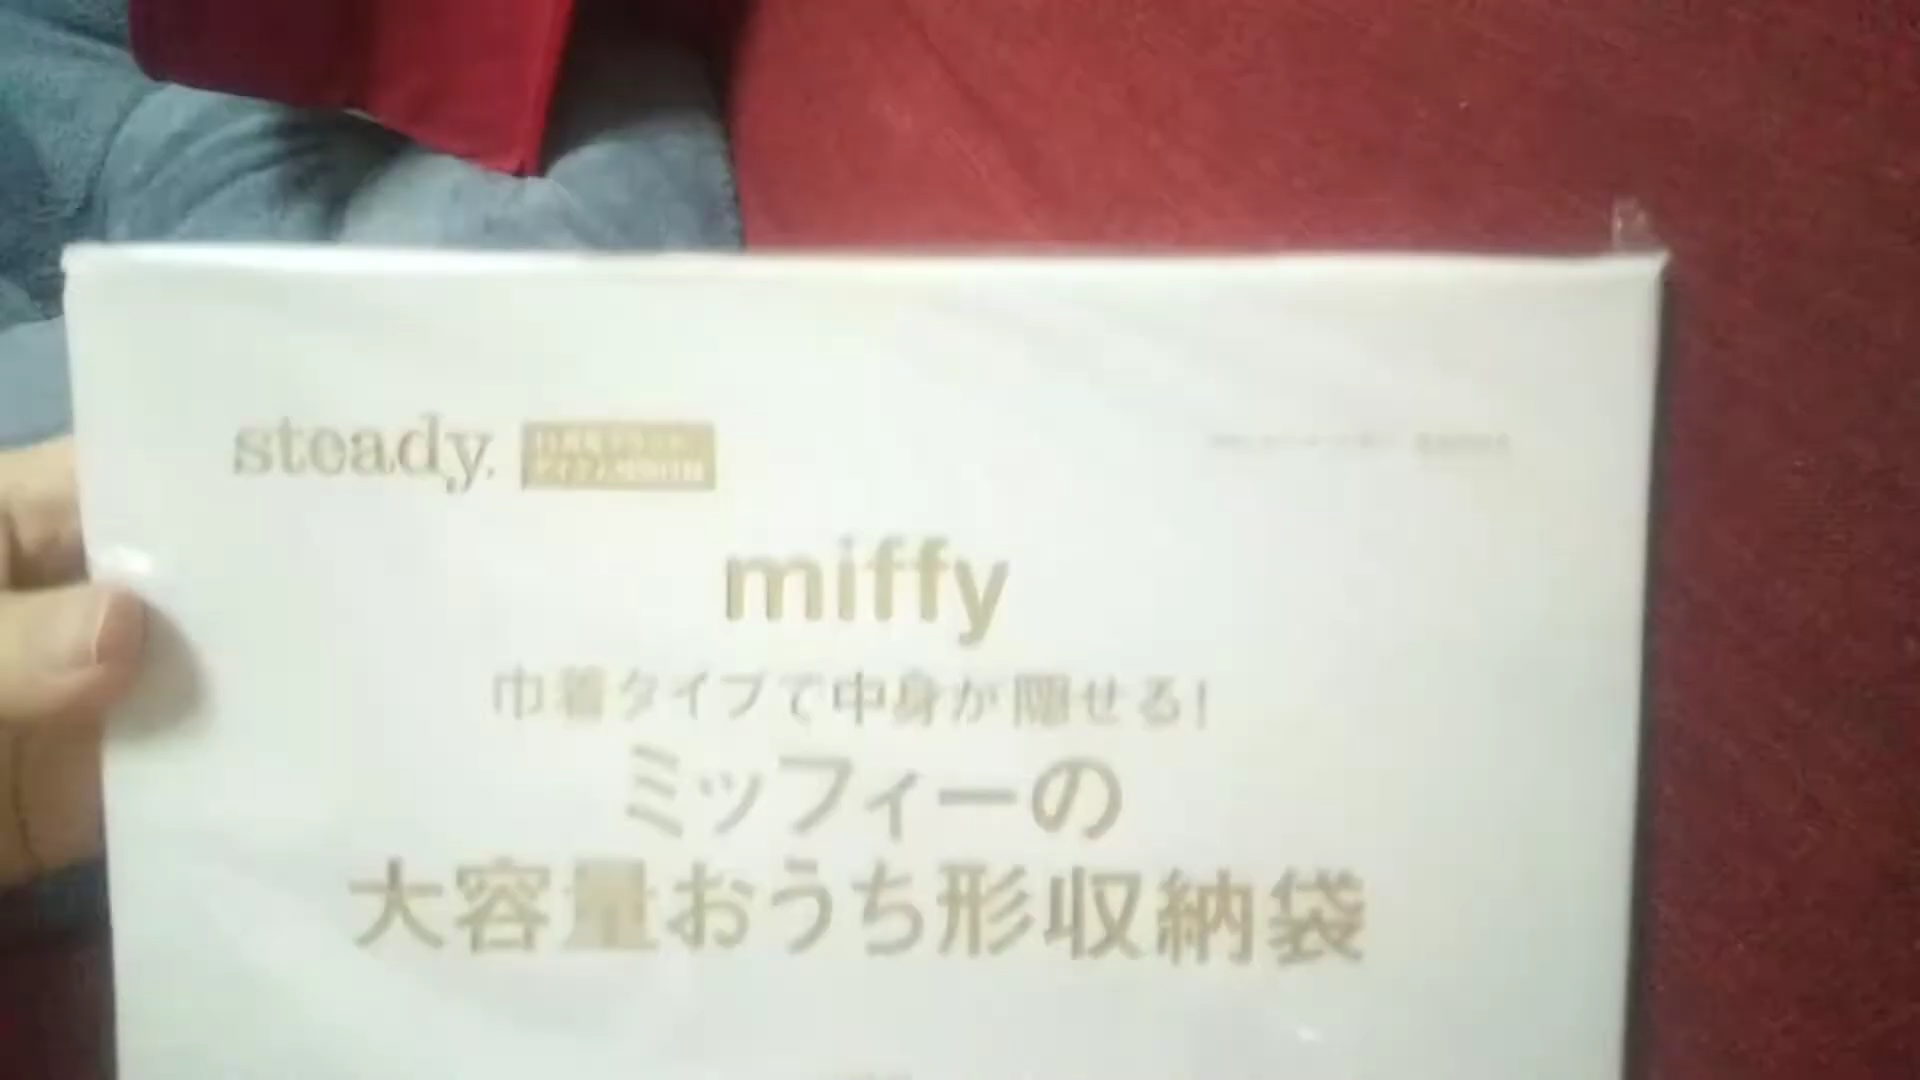 steady.
miffy
巾着タイプで中身が隠せる!
ミッフィーの
大容量おうち形収納袋